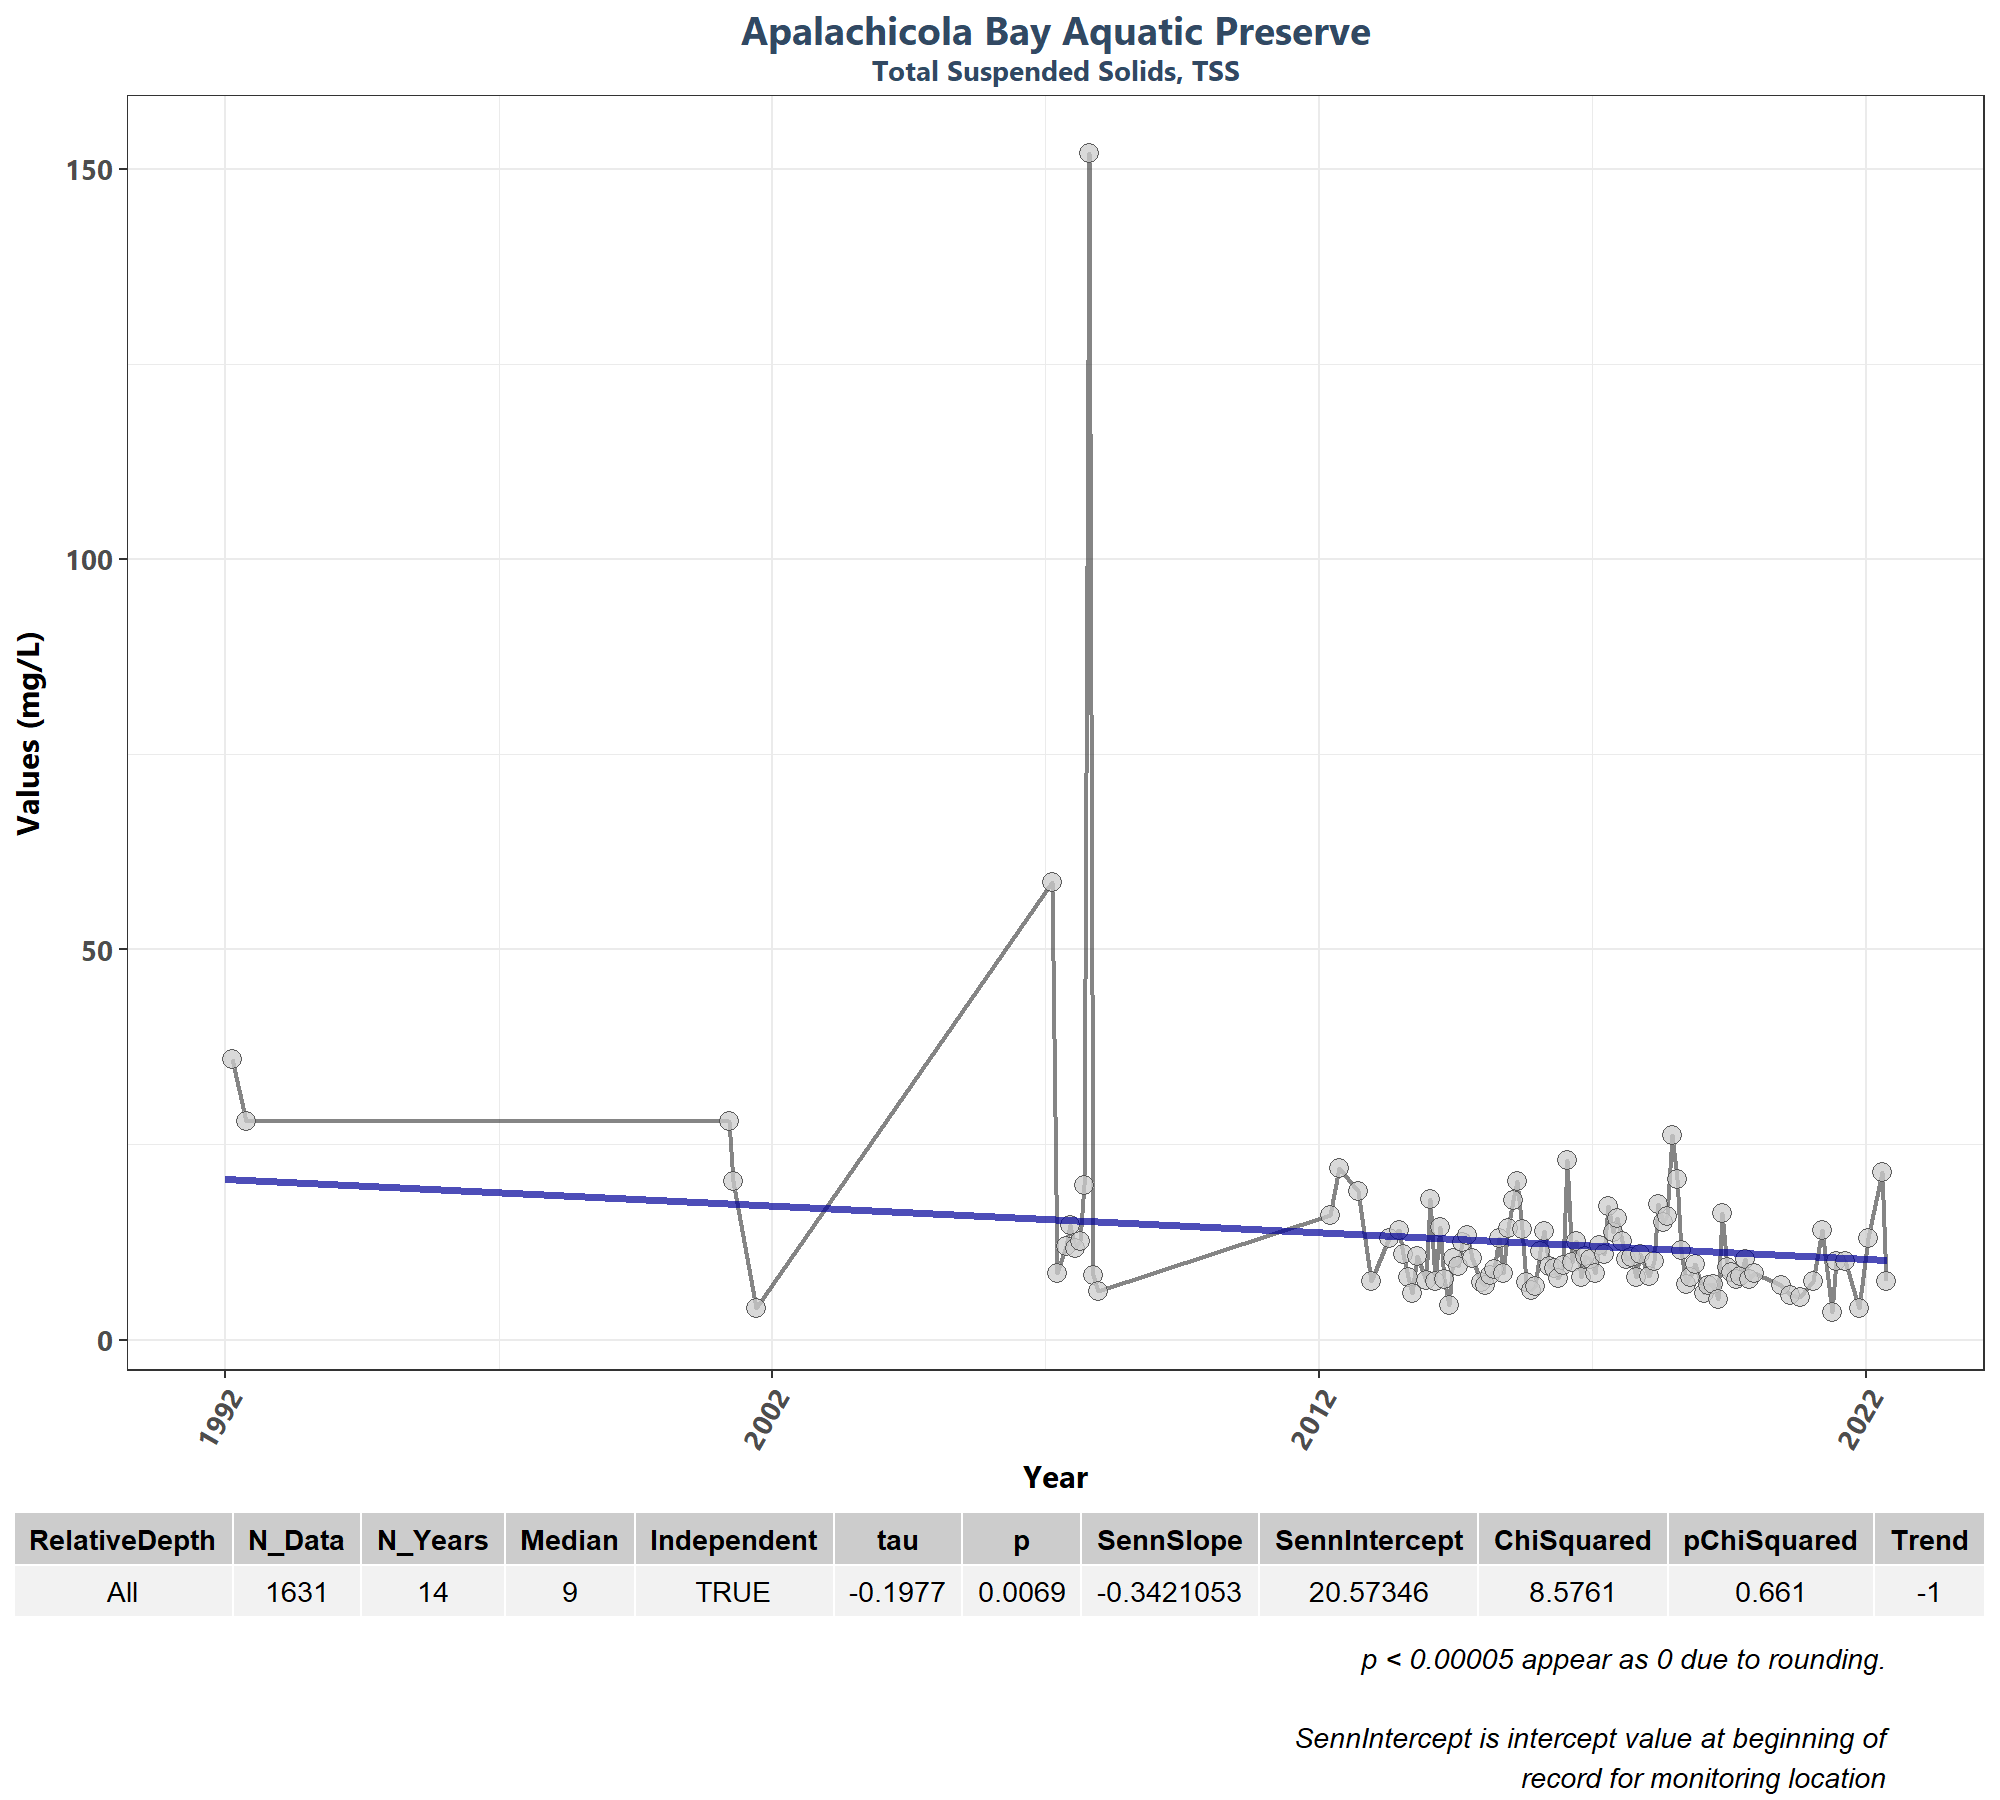 Apalachicola Bay Aquatic Preserve
Total Suspended Solids, TSS
150
100
50
0
Values (mg/L)
1992
2002
2012
2022
Year
RelativeDepth N_Data N_Years Median Independent tau p SennSlope SennIntercept ChiSquared pChiSquared Trend
All 1631 14 9 TRUE -0.1977 0.0069 -0.3421053 20.57346 8.5761 0.661 -1
p < 0.00005 appear as 0 due to rounding.
SennIntercept is intercept value at beginning of
record for monitoring location